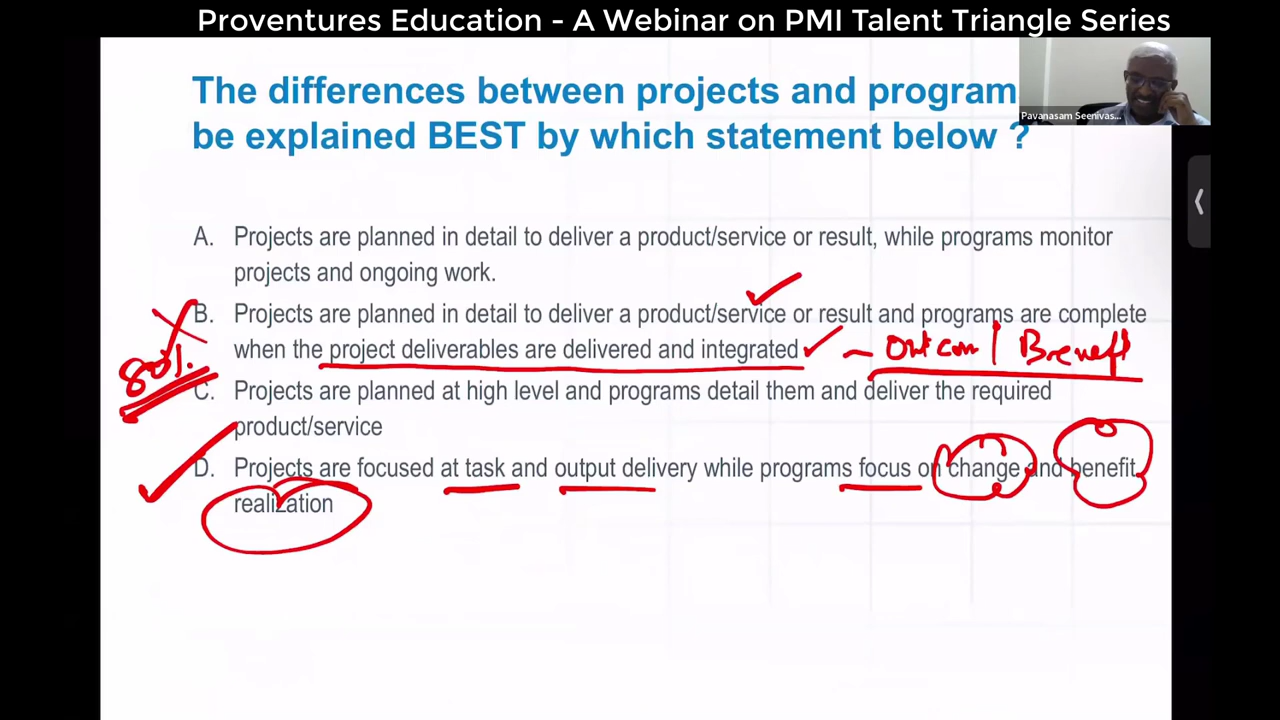 Proventures Education - A Webinar on PMI Talent Triangle Series
The differences between projects and program
be explained BEST by which statement below ?
Pavanasam Seenivas...
A. Projects are planned in detail to deliver a product/service or result, while programs monitor
projects and ongoing work.
B. Projects are planned in detail to deliver a product/service or result and programs are complete
when the project deliverables are delivered and integrated
80%
C. Projects are planned at high level and programs detail them and deliver the required
product/service
D. Projects are focused at task and output delivery while programs focus on change and benefit
realization